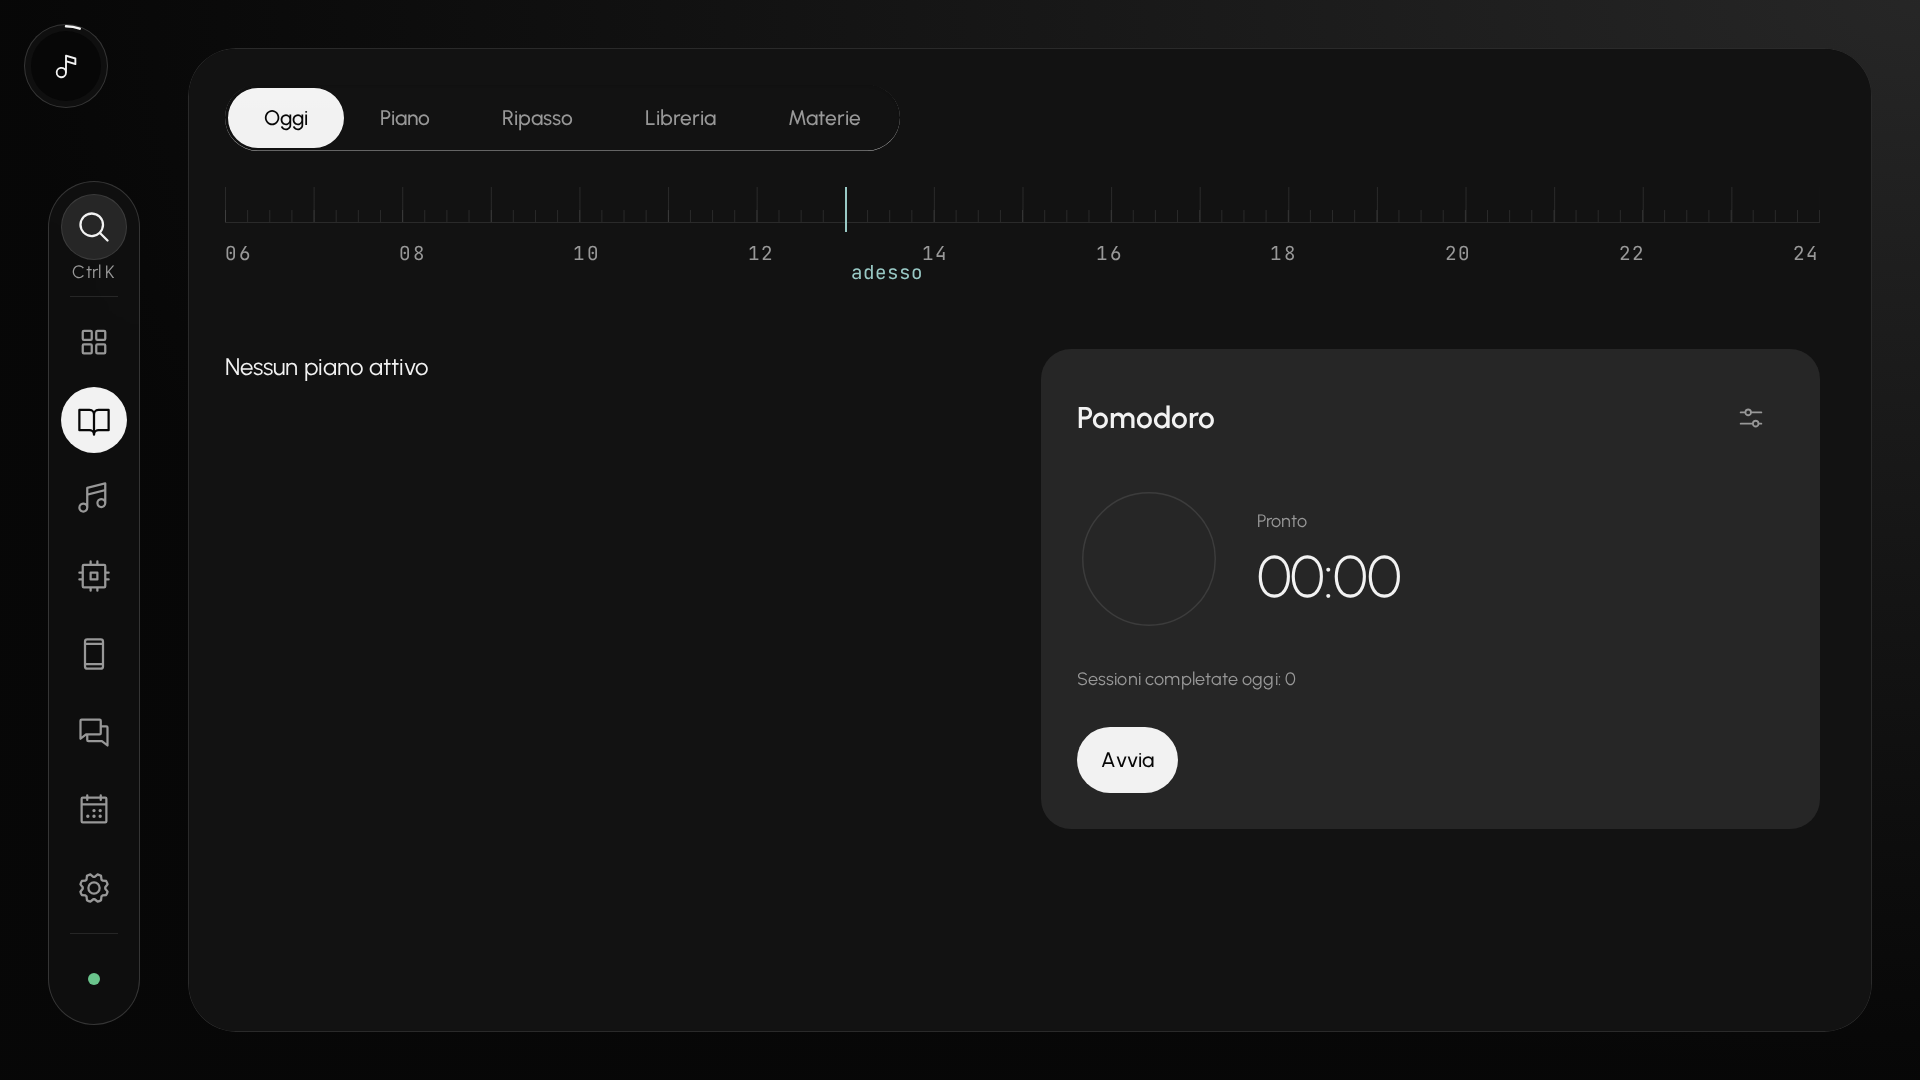 Oggi Piano Ripasso Libreria Materie
Ctrl K
06 08 10 12 14 16 18 20 22 24
adesso
Nessun piano attivo
Pomodoro
Pronto
00:00
Sessioni completate oggi: 0
Avvia